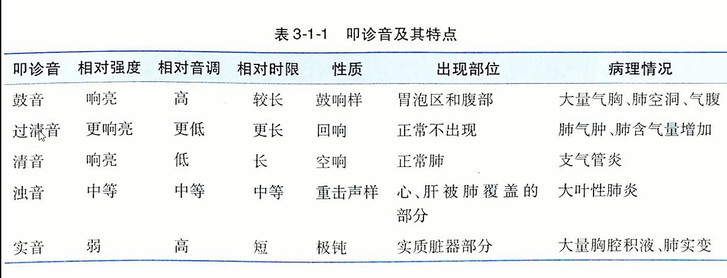 表3-1-1 叩诊音及其特点
叩诊音 相对强度 相对音调 相对时限 性质 出现部位 病理情况
鼓音 响亮 高 较长 鼓响样 胃泡区和腹部 大量气胸、肺空洞、气腹
过清音 更响亮 更低 更长 回响 正常不出现 肺气肿、肺含气量增加
清音 响亮 低 长 空响 正常肺 支气管炎
浊音 中等 中等 中等 重击声样 心、肝被肺覆盖的 大叶性肺炎
部分
实音 弱 高 短 极钝 实质脏器部分 大量胸腔积液、肺实变